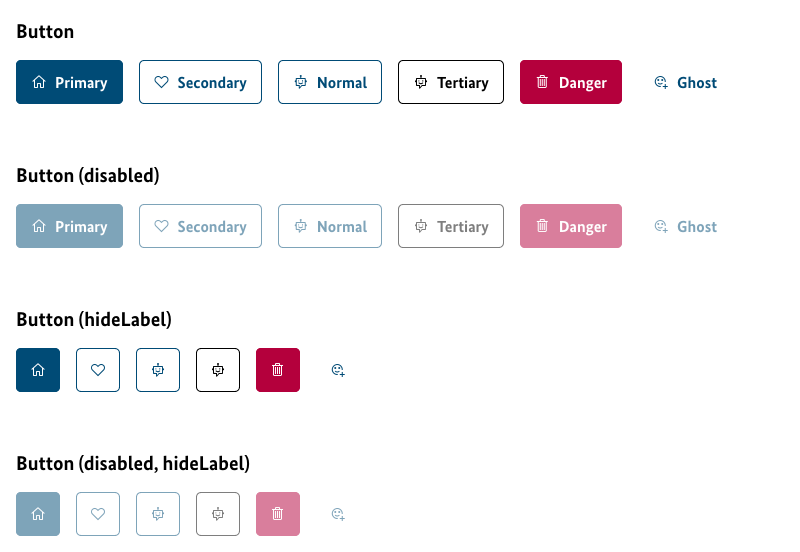 Button
Primary Secondary Normal Tertiary Danger Ghost
Button (disabled)
Primary Secondary Normal Tertiary Danger Ghost
Button (hideLabel)
Button (disabled, hideLabel)